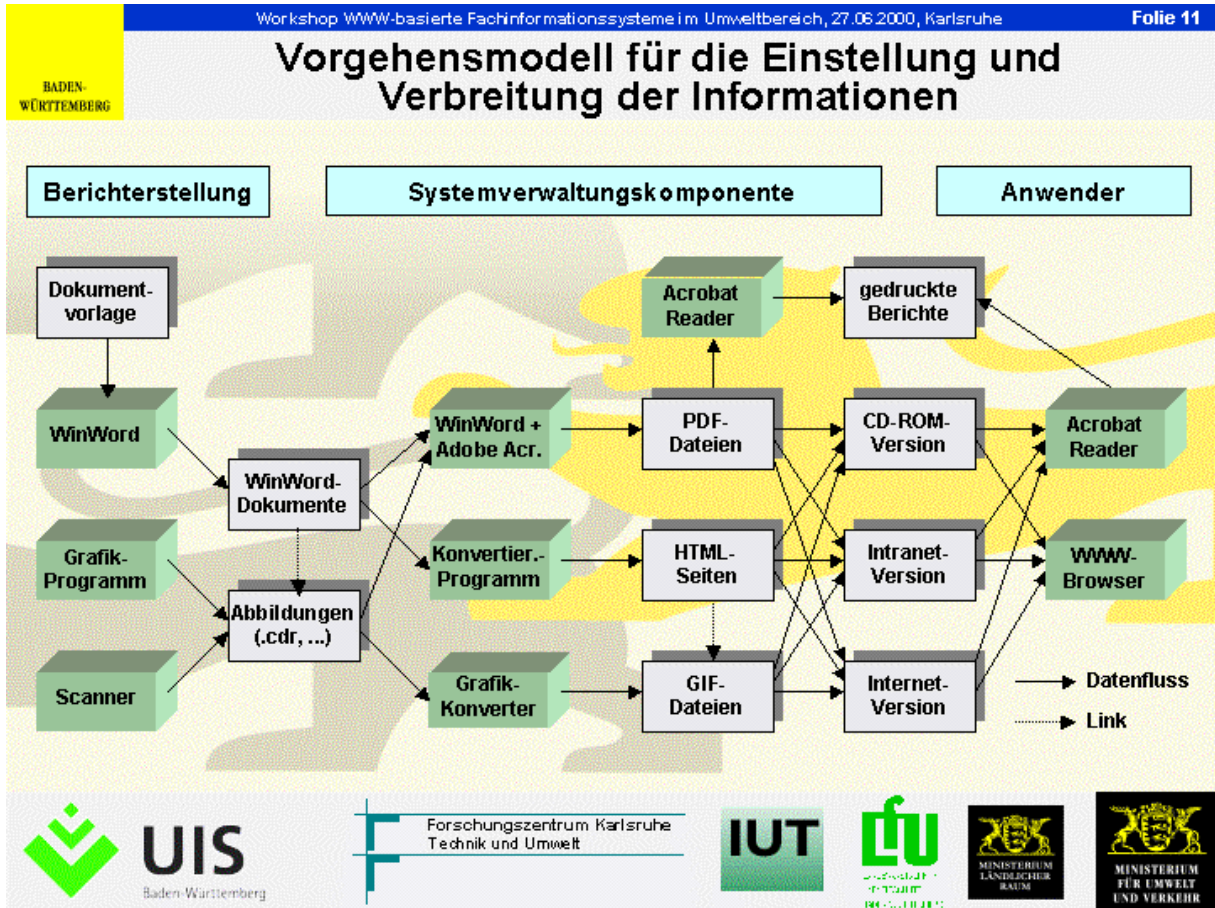 Workshop WWW-basierte Fachinformationssysteme im Umweltbereich, 27.06.2000, Karlsruhe
Folie 11
BADEN-
WÜRTTEMBERG
Vorgehensmodell für die Einstellung und
Verbreitung der Informationen
Berichterstellung
Systemverwaltungskomponente
Anwender
Dokument-
vorlage
Acrobat
Reader
gedruckte
Berichte
WinWord
WinWord +
Adobe Acr.
PDF-
Dateien
CD-ROM-
Version
Acrobat
Reader
WinWord-
Dokumente
Grafik-
Programm
Konvertier.-
Programm
HTML-
Seiten
Intranet-
Version
WWW-
Browser
Abbildungen
(.cdr, ...)
Scanner
Grafik-
Konverter
GIF-
Dateien
Internet-
Version
Datenfluss
Link
UIS
Baden-Württemberg
Forschungszentrum Karlsruhe
Technik und Umwelt
IUT
LfU
MINISTERIUM
LÄNDLICHER
RAUM
MINISTERIUM
FÜR UMWELT
UND VERKEHR